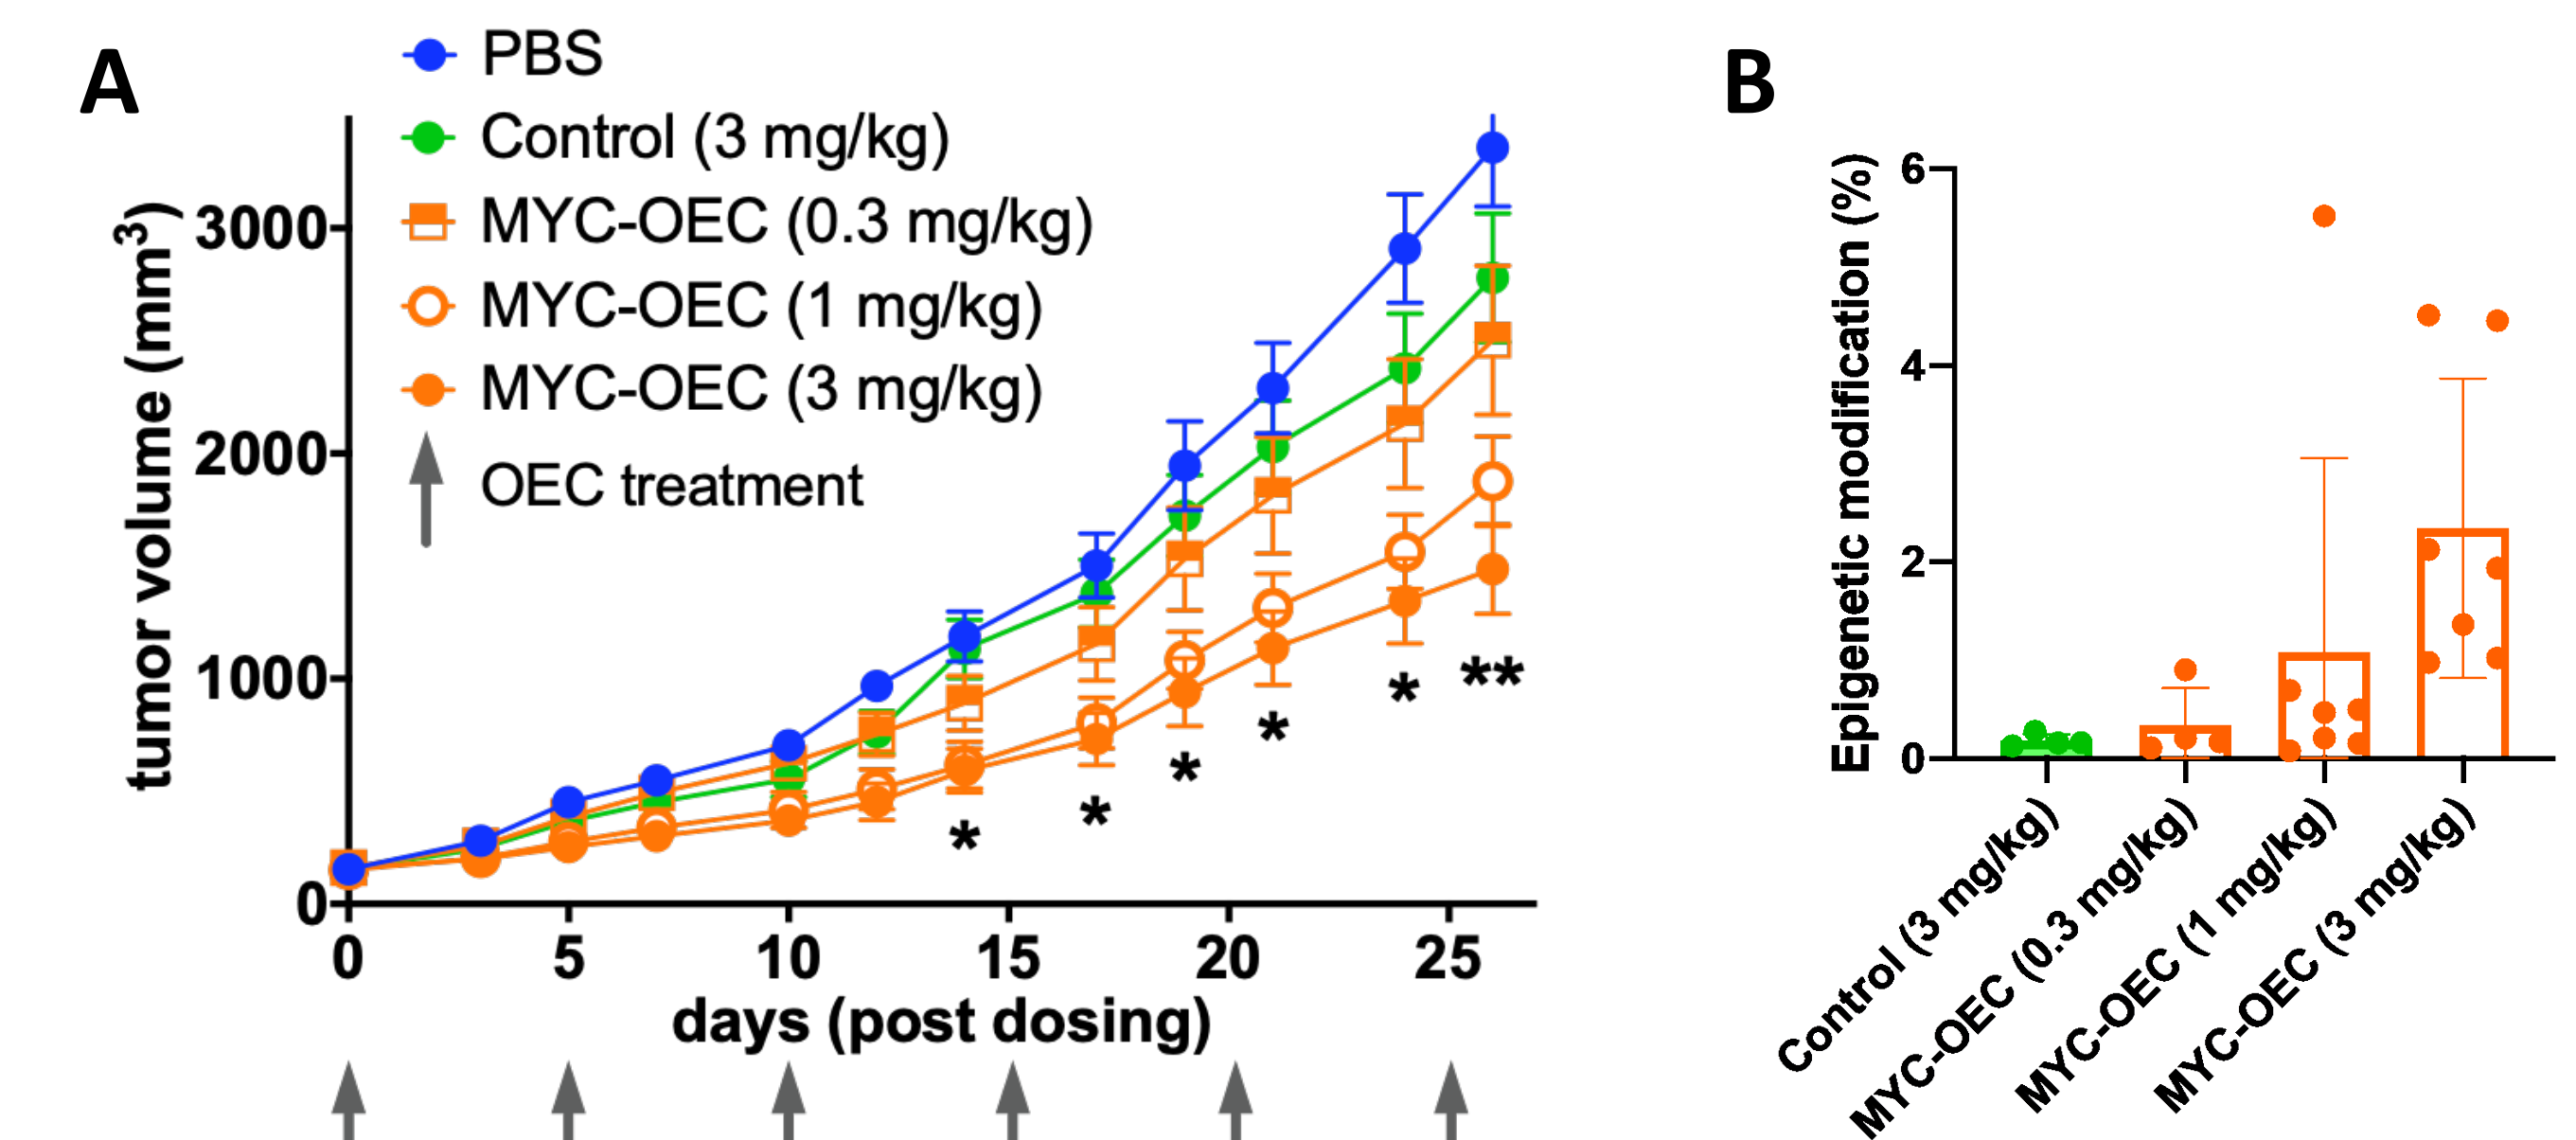 A
PBS
Control (3 mg/kg)
MYC-OEC (0.3 mg/kg)
MYC-OEC (1 mg/kg)
MYC-OEC (3 mg/kg)
OEC treatment
tumor volume (mm³)
3000
2000
1000
0
0 5 10 15 20 25
days (post dosing)
* * * * * **
B
Epigenetic modification (%)
6
4
2
0
Control (3 mg/kg)
MYC-OEC (0.3 mg/kg)
MYC-OEC (1 mg/kg)
MYC-OEC (3 mg/kg)